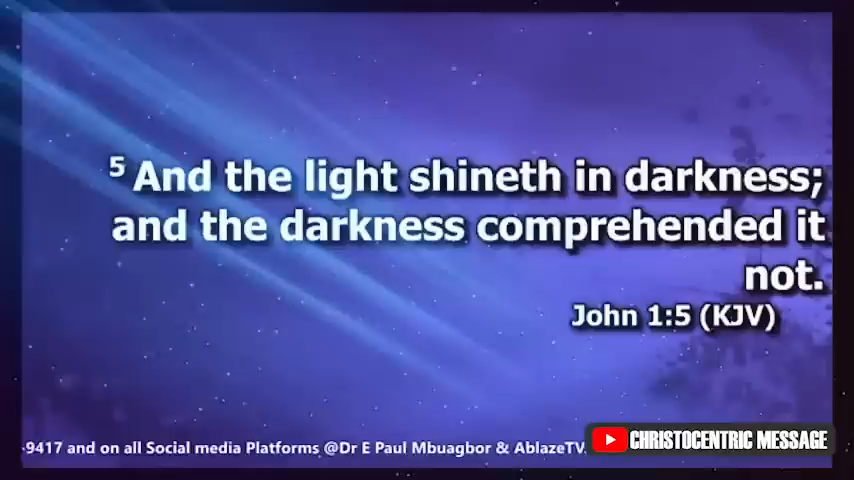 5 And the light shineth in darkness;
and the darkness comprehended it
not.
John 1:5 (KJV)
-9417 and on all Social media Platforms @Dr E Paul Mbuagbor & AblazeTV.
CHRISTOCENTRIC MESSAGE